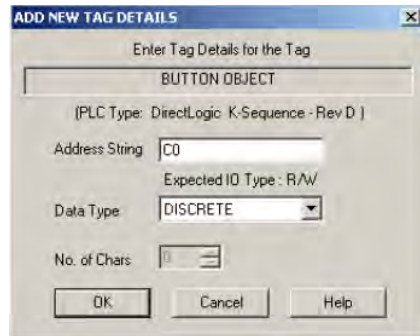 ADD NEW TAG DETAILS
Enter Tag Details for the Tag
BUTTON OBJECT
(PLC Type: DirectLogic K-Sequence - Rev D )
Address String C0
Expected IO Type : R/W
Data Type DISCRETE
No. of Chars 0
OK Cancel Help